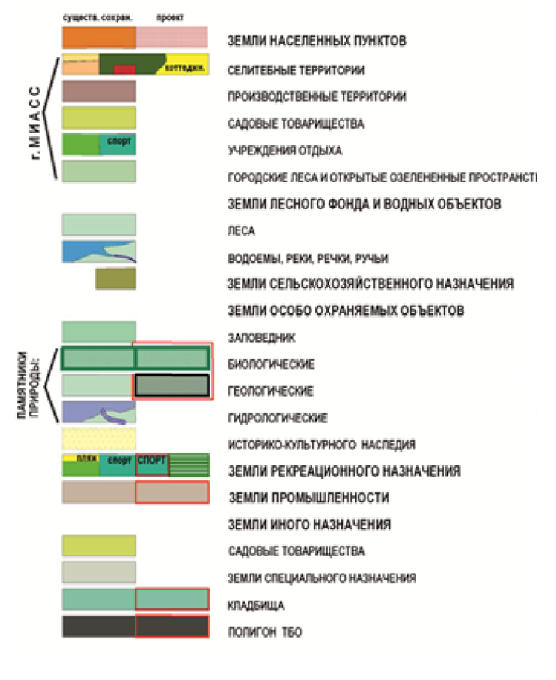 существ. сохран. проект
ЗЕМЛИ НАСЕЛЕННЫХ ПУНКТОВ
г. МИАСС
коттеджн.
СЕЛИТЕБНЫЕ ТЕРРИТОРИИ
ПРОИЗВОДСТВЕННЫЕ ТЕРРИТОРИИ
САДОВЫЕ ТОВАРИЩЕСТВА
спорт
УЧРЕЖДЕНИЯ ОТДЫХА
ГОРОДСКИЕ ЛЕСА И ОТКРЫТЫЕ ОЗЕЛЕНЕННЫЕ ПРОСТРАНСТ
ЗЕМЛИ ЛЕСНОГО ФОНДА И ВОДНЫХ ОБЪЕКТОВ
ЛЕСА
ВОДОЕМЫ, РЕКИ, РЕЧКИ, РУЧЬИ
ЗЕМЛИ СЕЛЬСКОХОЗЯЙСТВЕННОГО НАЗНАЧЕНИЯ
ЗЕМЛИ ОСОБО ОХРАНЯЕМЫХ ОБЪЕКТОВ
ЗАПОВЕДНИК
ПАМЯТНИКИ
ПРИРОДЫ:
БИОЛОГИЧЕСКИЕ
ГЕОЛОГИЧЕСКИЕ
ГИДРОЛОГИЧЕСКИЕ
ИСТОРИКО-КУЛЬТУРНОГО НАСЛЕДИЯ
пляж спорт СПОРТ
ЗЕМЛИ РЕКРЕАЦИОННОГО НАЗНАЧЕНИЯ
ЗЕМЛИ ПРОМЫШЛЕННОСТИ
ЗЕМЛИ ИНОГО НАЗНАЧЕНИЯ
САДОВЫЕ ТОВАРИЩЕСТВА
ЗЕМЛИ СПЕЦИАЛЬНОГО НАЗНАЧЕНИЯ
КЛАДБИЩА
ПОЛИГОН ТБО